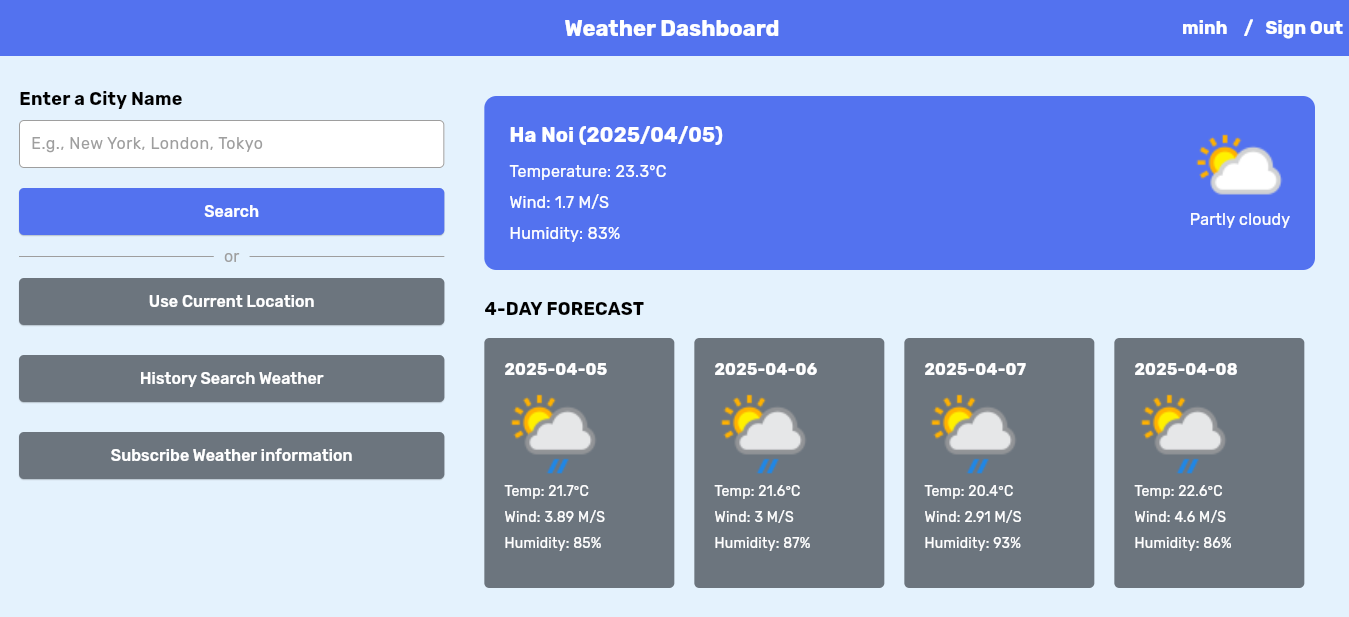 Weather Dashboard
minh / Sign Out
Enter a City Name
E.g., New York, London, Tokyo
Search
or
Use Current Location
History Search Weather
Subscribe Weather information
Ha Noi (2025/04/05)
Temperature: 23.3°C
Wind: 1.7 M/S
Humidity: 83%
Partly cloudy
4-DAY FORECAST
2025-04-05
Temp: 21.7°C
Wind: 3.89 M/S
Humidity: 85%
2025-04-06
Temp: 21.6°C
Wind: 3 M/S
Humidity: 87%
2025-04-07
Temp: 20.4°C
Wind: 2.91 M/S
Humidity: 93%
2025-04-08
Temp: 22.6°C
Wind: 4.6 M/S
Humidity: 86%